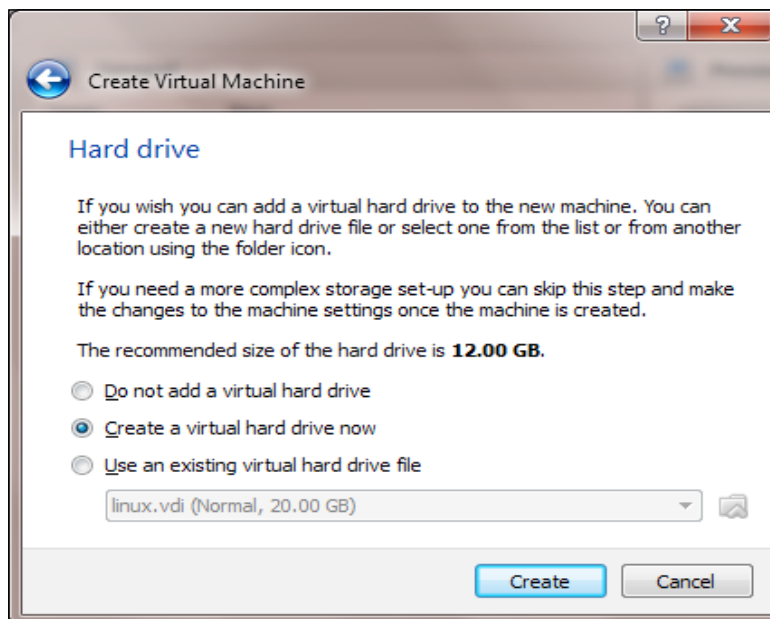 ?
Create Virtual Machine
Hard drive
If you wish you can add a virtual hard drive to the new machine. You can
either create a new hard drive file or select one from the list or from another
location using the folder icon.
If you need a more complex storage set-up you can skip this step and make
the changes to the machine settings once the machine is created.
The recommended size of the hard drive is 12.00 GB.
Do not add a virtual hard drive
Create a virtual hard drive now
Use an existing virtual hard drive file
linux.vdi (Normal, 20.00 GB)
Create Cancel